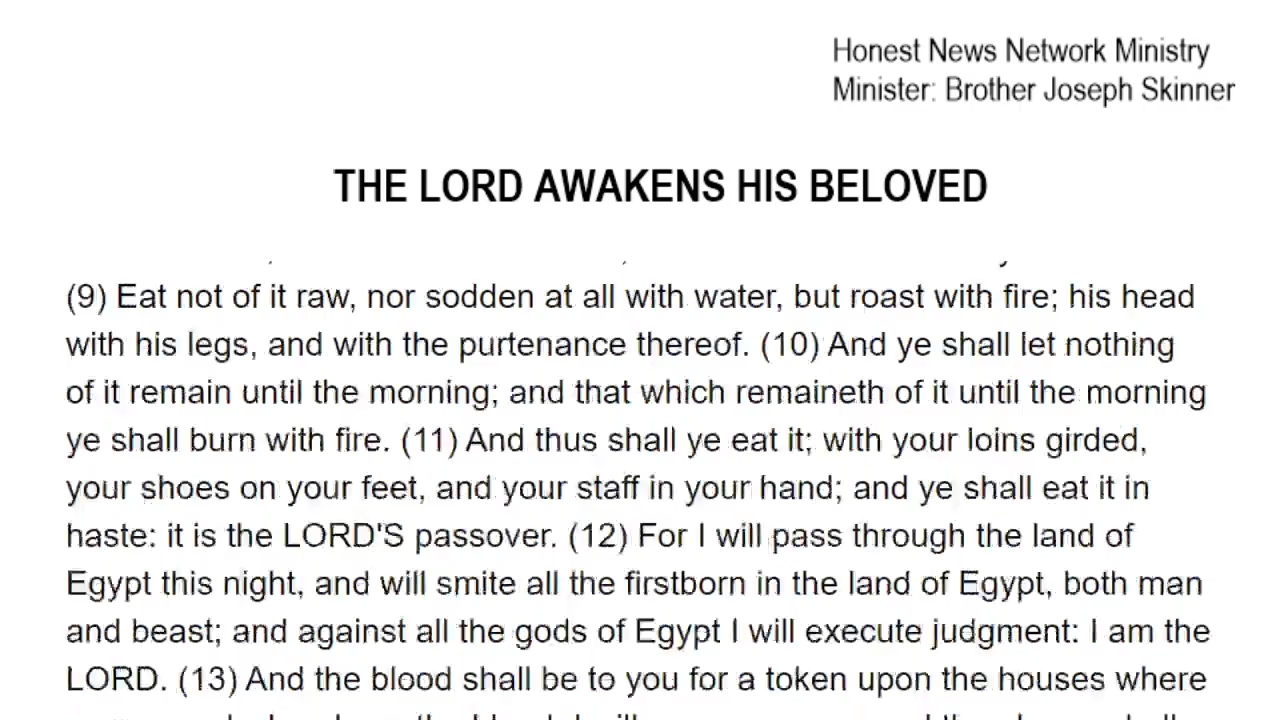 Honest News Network Ministry
Minister: Brother Joseph Skinner
THE LORD AWAKENS HIS BELOVED
(9) Eat not of it raw, nor sodden at all with water, but roast with fire; his head
with his legs, and with the purtenance thereof. (10) And ye shall let nothing
of it remain until the morning; and that which remaineth of it until the morning
ye shall burn with fire. (11) And thus shall ye eat it; with your loins girded,
your shoes on your feet, and your staff in your hand; and ye shall eat it in
haste: it is the LORD'S passover. (12) For I will pass through the land of
Egypt this night, and will smite all the firstborn in the land of Egypt, both man
and beast; and against all the gods of Egypt I will execute judgment: I am the
LORD. (13) And the blood shall be to you for a token upon the houses where